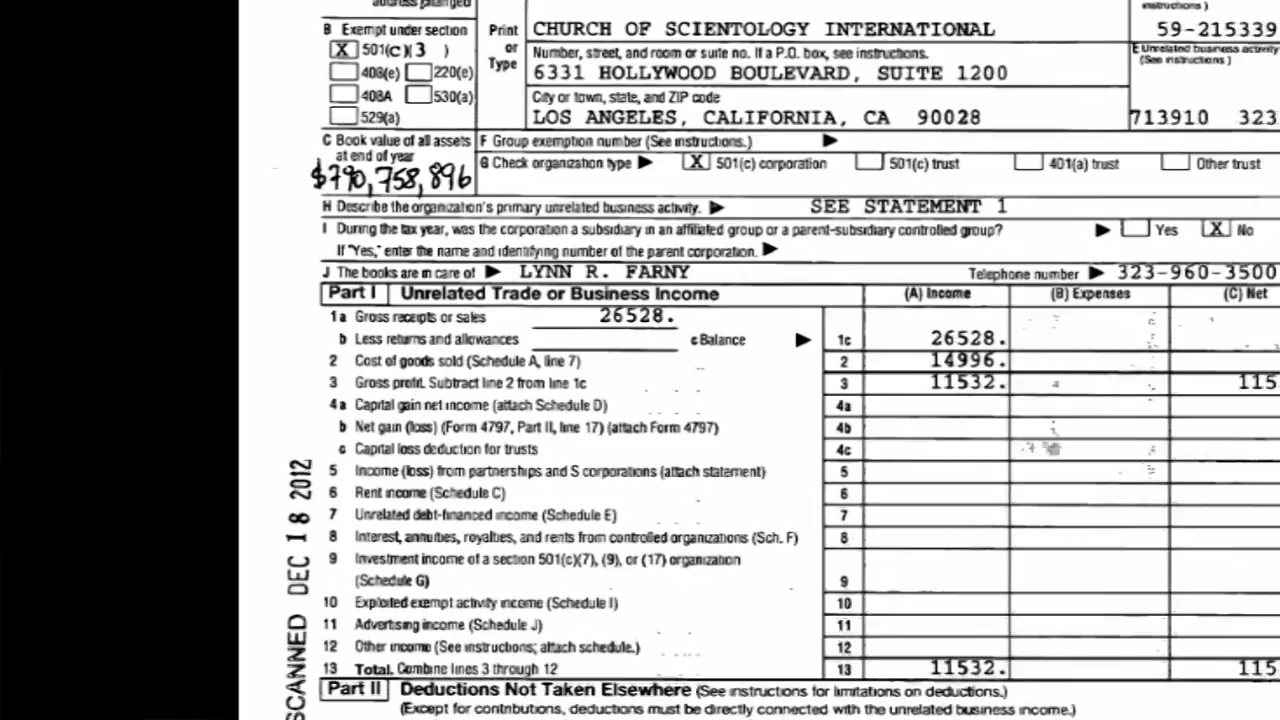 address changed
instructions)
B Exempt under section
Print
CHURCH OF SCIENTOLOGY INTERNATIONAL
59-215339
X 501(c)(3 )
or
Number, street, and room or suite no. If a P.O. box, see instructions.
E Unrelated business activity
(See instructions)
408(e) 220(e)
Type
6331 HOLLYWOOD BOULEVARD, SUITE 1200
408A 530(a)
City or town, state, and ZIP code
529(a)
LOS ANGELES, CALIFORNIA, CA 90028
713910 323
C Book value of all assets
at end of year
$790,758,896
F Group exemption number (See instructions.) ▶
G Check organization type ▶ X 501(c) corporation 501(c) trust 401(a) trust Other trust
H Describe the organization's primary unrelated business activity. ▶ SEE STATEMENT 1
I During the tax year, was the corporation a subsidiary in an affiliated group or a parent-subsidiary controlled group? ▶ Yes X No
If "Yes," enter the name and identifying number of the parent corporation. ▶
J The books are in care of ▶ LYNN R. FARNY Telephone number ▶ 323-960-3500
Part I Unrelated Trade or Business Income (A) Income (B) Expenses (C) Net
1a Gross receipts or sales 26528.
b Less returns and allowances c Balance ▶ 1c 26528.
2 Cost of goods sold (Schedule A, line 7) 2 14996.
3 Gross profit. Subtract line 2 from line 1c 3 11532. 115
4a Capital gain net income (attach Schedule D) 4a
b Net gain (loss) (Form 4797, Part II, line 17) (attach Form 4797) 4b
c Capital loss deduction for trusts 4c
5 Income (loss) from partnerships and S corporations (attach statement) 5
6 Rent income (Schedule C) 6
7 Unrelated debt-financed income (Schedule E) 7
8 Interest, annuities, royalties, and rents from controlled organizations (Sch. F) 8
9 Investment income of a section 501(c)(7), (9), or (17) organization
(Schedule G) 9
10 Exploited exempt activity income (Schedule I) 10
11 Advertising income (Schedule J) 11
12 Other income (See instructions; attach schedule.) 12
13 Total. Combine lines 3 through 12 13 11532. 115
Part II Deductions Not Taken Elsewhere (See instructions for limitations on deductions.)
(Except for contributions, deductions must be directly connected with the unrelated business income.)
SCANNED DEC 18 2012